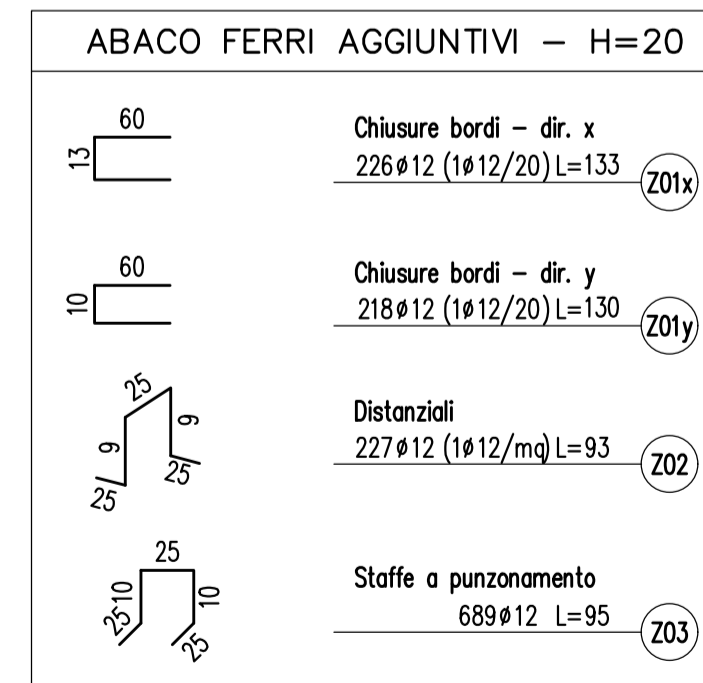 ABACO FERRI AGGIUNTIVI – H=20
60
13
Chiusure bordi – dir. x
226ø12 (1ø12/20) L=133
Z01x
60
10
Chiusure bordi – dir. y
218ø12 (1ø12/20) L=130
Z01y
25
9
9
25
25
Distanziali
227ø12 (1ø12/mq) L=93
Z02
25
10
10
25
25
Staffe a punzonamento
689ø12 L=95
Z03